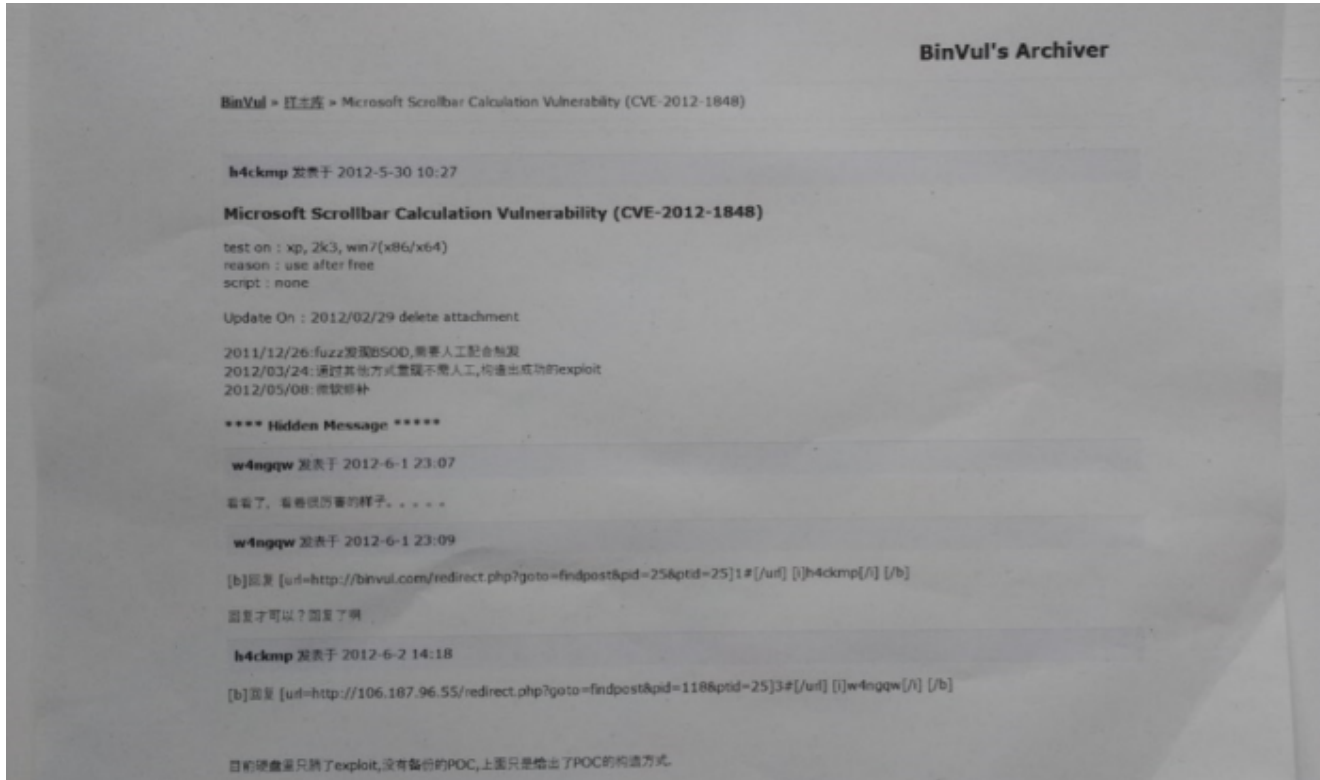 BinVul's Archiver
BinVul » 红主库 » Microsoft Scrollbar Calculation Vulnerability (CVE-2012-1848)
h4ckmp 发表于 2012-5-30 10:27
Microsoft Scrollbar Calculation Vulnerability (CVE-2012-1848)
test on : xp, 2k3, win7(x86/x64)
reason : use after free
script : none
Update On : 2012/02/29 delete attachment
2011/12/26:fuzz发现BSOD,需要人工配合触发
2012/03/24:通过其他方式重现不需人工,构造出成功的exploit
2012/05/08:微软修补
**** Hidden Message *****
w4ngqw 发表于 2012-6-1 23:07
看看了，看着很厉害的样子。。。。。
w4ngqw 发表于 2012-6-1 23:09
[b]回复 [url=http://binvul.com/redirect.php?goto=findpost&pid=25&ptid=25]1#[/url] [i]h4ckmp[/i] [/b]
回复才可以？回复了啊
h4ckmp 发表于 2012-6-2 14:18
[b]回复 [url=http://106.187.96.55/redirect.php?goto=findpost&pid=118&ptid=25]3#[/url] [i]w4ngqw[/i] [/b]
目前硬盘里只剩了exploit,没有备份的POC,上面只是给出了POC的构造方式.